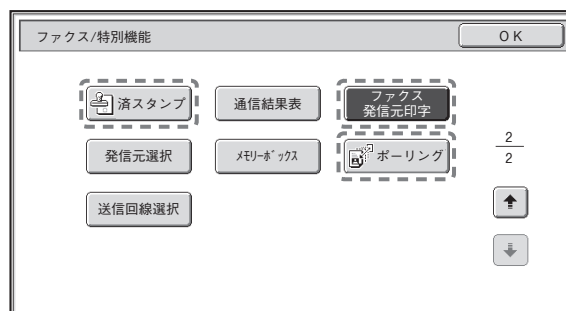 ファクス/特別機能
OK
済スタンプ
通信結果表
ファクス
発信元印字
発信元選択
ﾒﾓﾘｰﾎﾞｯｸｽ
ポーリング
送信回線選択
2
2